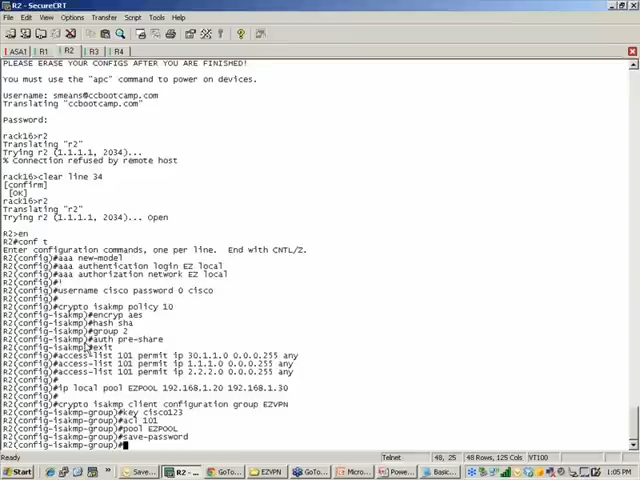 R2 - SecureCRT
File Edit View Options Transfer Script Tools Help
ASA1 R1 R2 R3 R4
PLEASE ERASE YOUR CONFIGS AFTER YOU ARE FINISHED!
You must use the "apc" command to power on devices.
Username: smeans@ccbootcamp.com
Translating "ccbootcamp.com"
Password:
rack16>r2
Translating "r2"
Trying r2 (1.1.1.1, 2034)...
% Connection refused by remote host
rack16>clear line 34
[confirm]
[OK]
rack16>r2
Translating "r2"
Trying r2 (1.1.1.1, 2034)... Open
R2>en
R2#conf t
Enter configuration commands, one per line. End with CNTL/Z.
R2(config)#aaa new-model
R2(config)#aaa authentication login EZ local
R2(config)#aaa authorization network EZ local
R2(config)#!
R2(config)#username cisco password 0 cisco
R2(config)#
R2(config)#crypto isakmp policy 10
R2(config-isakmp)#encryp aes
R2(config-isakmp)#hash sha
R2(config-isakmp)#group 2
R2(config-isakmp)#auth pre-share
R2(config-isakmp)#exit
R2(config)#access-list 101 permit ip 30.1.1.0 0.0.0.255 any
R2(config)#access-list 101 permit ip 1.1.1.0 0.0.0.255 any
R2(config)#access-list 101 permit ip 2.2.2.0 0.0.0.255 any
R2(config)#
R2(config)#ip local pool EZPOOL 192.168.1.20 192.168.1.30
R2(config)#
R2(config)#crypto isakmp client configuration group EZVPN
R2(config-isakmp-group)#key cisco123
R2(config-isakmp-group)#acl 101
R2(config-isakmp-group)#pool EZPOOL
R2(config-isakmp-group)#save-password
R2(config-isakmp-group)#
Ready Telnet 48, 25 48 Rows, 125 Cols VT100
Start Save... R2 - ... GoTo... EZVPN GoTo... Micro... Powe... Basic... 1:05 PM